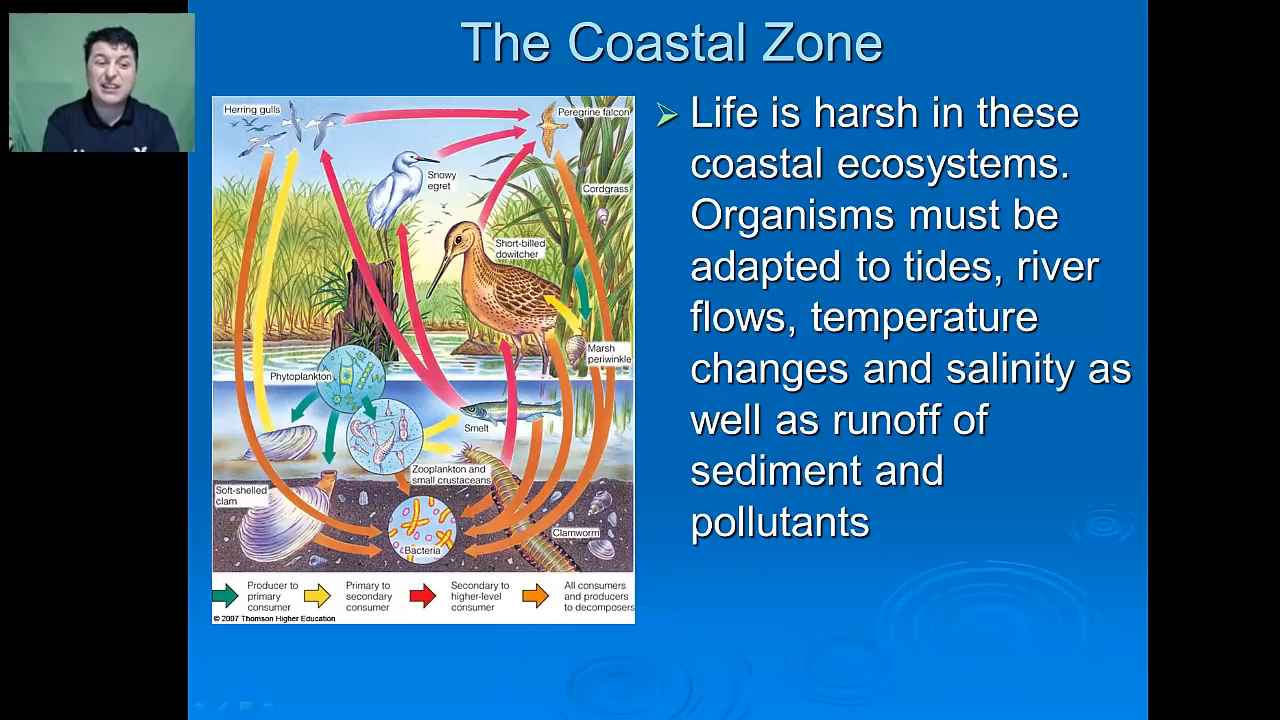 The Coastal Zone
Herring gulls
Peregrine falcon
Snowy
egret
Cordgrass
Short-billed
dowitcher
Marsh
periwinkle
Phytoplankton
Smelt
Zooplankton and
small crustaceans
Soft-shelled
clam
Clamworm
Bacteria
Producer to
primary
consumer
Primary to
secondary
consumer
Secondary to
higher-level
consumer
All consumers
and producers
to decomposers
© 2007 Thomson Higher Education
Life is harsh in these
coastal ecosystems.
Organisms must be
adapted to tides, river
flows, temperature
changes and salinity as
well as runoff of
sediment and
pollutants